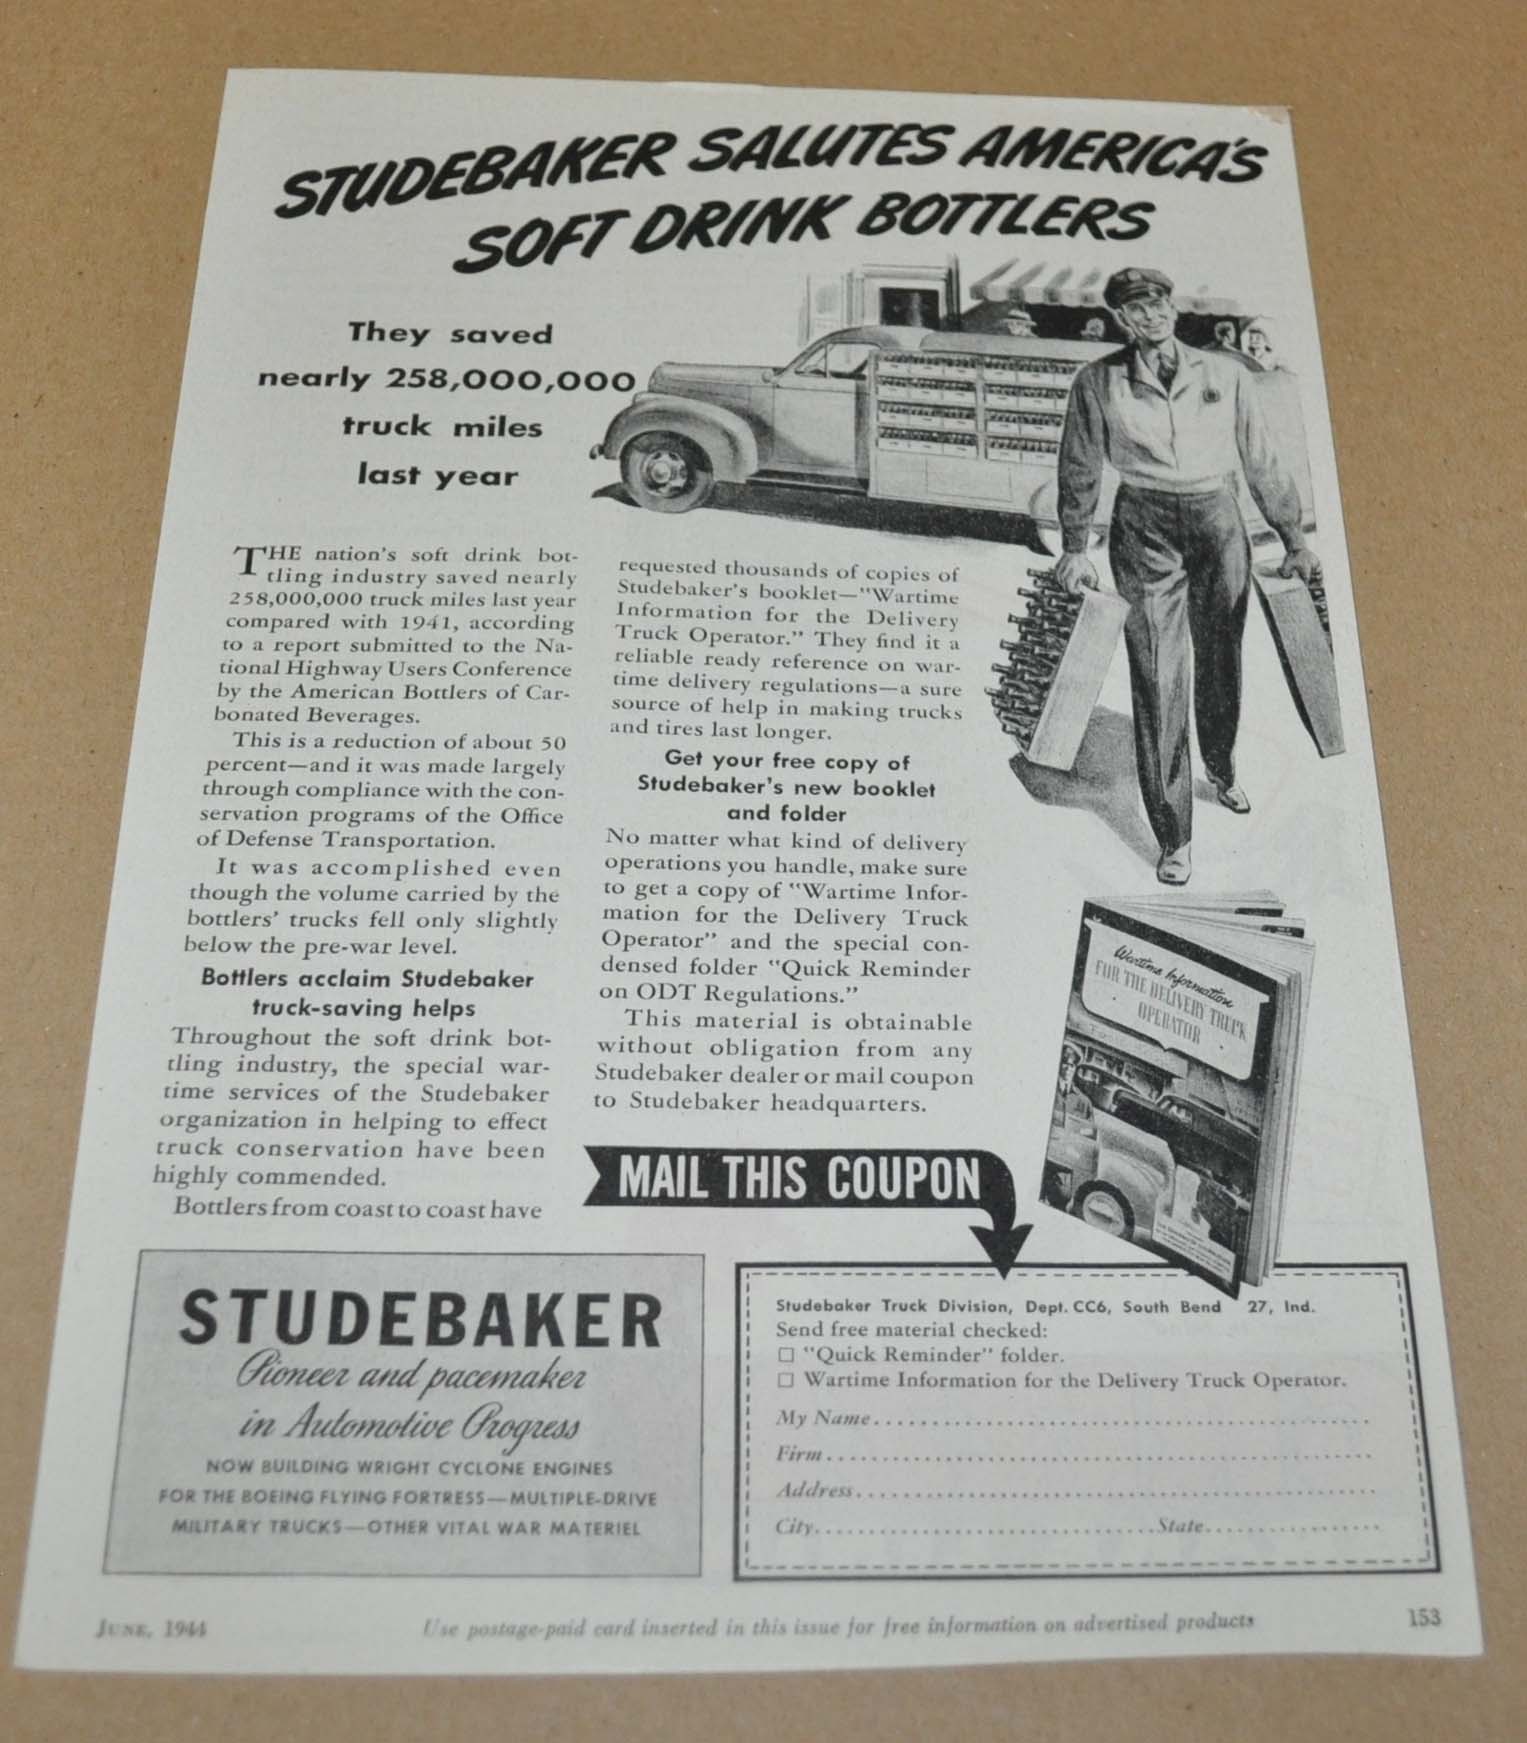 STUDEBAKER SALUTES AMERICA'S
SOFT DRINK BOTTLERS
They saved
nearly 258,000,000
truck miles
last year
THE nation's soft drink bot-
tling industry saved nearly
258,000,000 truck miles last year
compared with 1941, according
to a report submitted to the Na-
tional Highway Users Conference
by the American Bottlers of Car-
bonated Beverages.
This is a reduction of about 50
percent—and it was made largely
through compliance with the con-
servation programs of the Office
of Defense Transportation.
It was accomplished even
though the volume carried by the
bottlers' trucks fell only slightly
below the pre-war level.
Bottlers acclaim Studebaker
truck-saving helps
Throughout the soft drink bot-
tling industry, the special war-
time services of the Studebaker
organization in helping to effect
truck conservation have been
highly commended.
Bottlers from coast to coast have
requested thousands of copies of
Studebaker's booklet—"Wartime
Information for the Delivery
Truck Operator." They find it a
reliable ready reference on war-
time delivery regulations—a sure
source of help in making trucks
and tires last longer.
Get your free copy of
Studebaker's new booklet
and folder
No matter what kind of delivery
operations you handle, make sure
to get a copy of "Wartime Infor-
mation for the Delivery Truck
Operator" and the special con-
densed folder "Quick Reminder
on ODT Regulations."
This material is obtainable
without obligation from any
Studebaker dealer or mail coupon
to Studebaker headquarters.
Wartime Information
FOR THE DELIVERY TRUCK
OPERATOR
MAIL THIS COUPON
STUDEBAKER
Pioneer and pacemaker
in Automotive Progress
NOW BUILDING WRIGHT CYCLONE ENGINES
FOR THE BOEING FLYING FORTRESS—MULTIPLE-DRIVE
MILITARY TRUCKS—OTHER VITAL WAR MATERIEL
Studebaker Truck Division, Dept. CC6, South Bend 27, Ind.
Send free material checked:
☐ "Quick Reminder" folder.
☐ Wartime Information for the Delivery Truck Operator.
My Name
Firm
Address
City State
JUNE, 1944 Use postage-paid card inserted in this issue for free information on advertised products 153